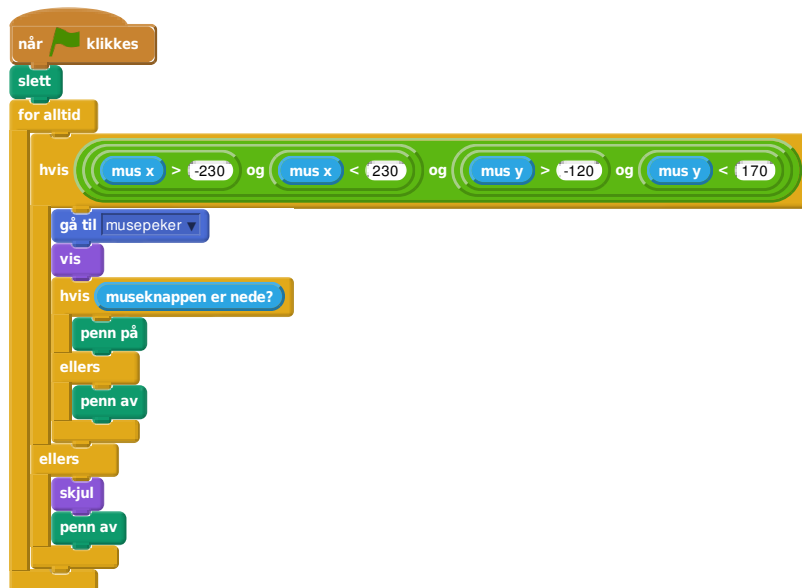 når klikkes
slett
for alltid
hvis mus x > -230 og mus x < 230 og mus y > -120 og mus y < 170
gå til musepeker
vis
hvis museknappen er nede?
penn på
ellers
penn av
ellers
skjul
penn av